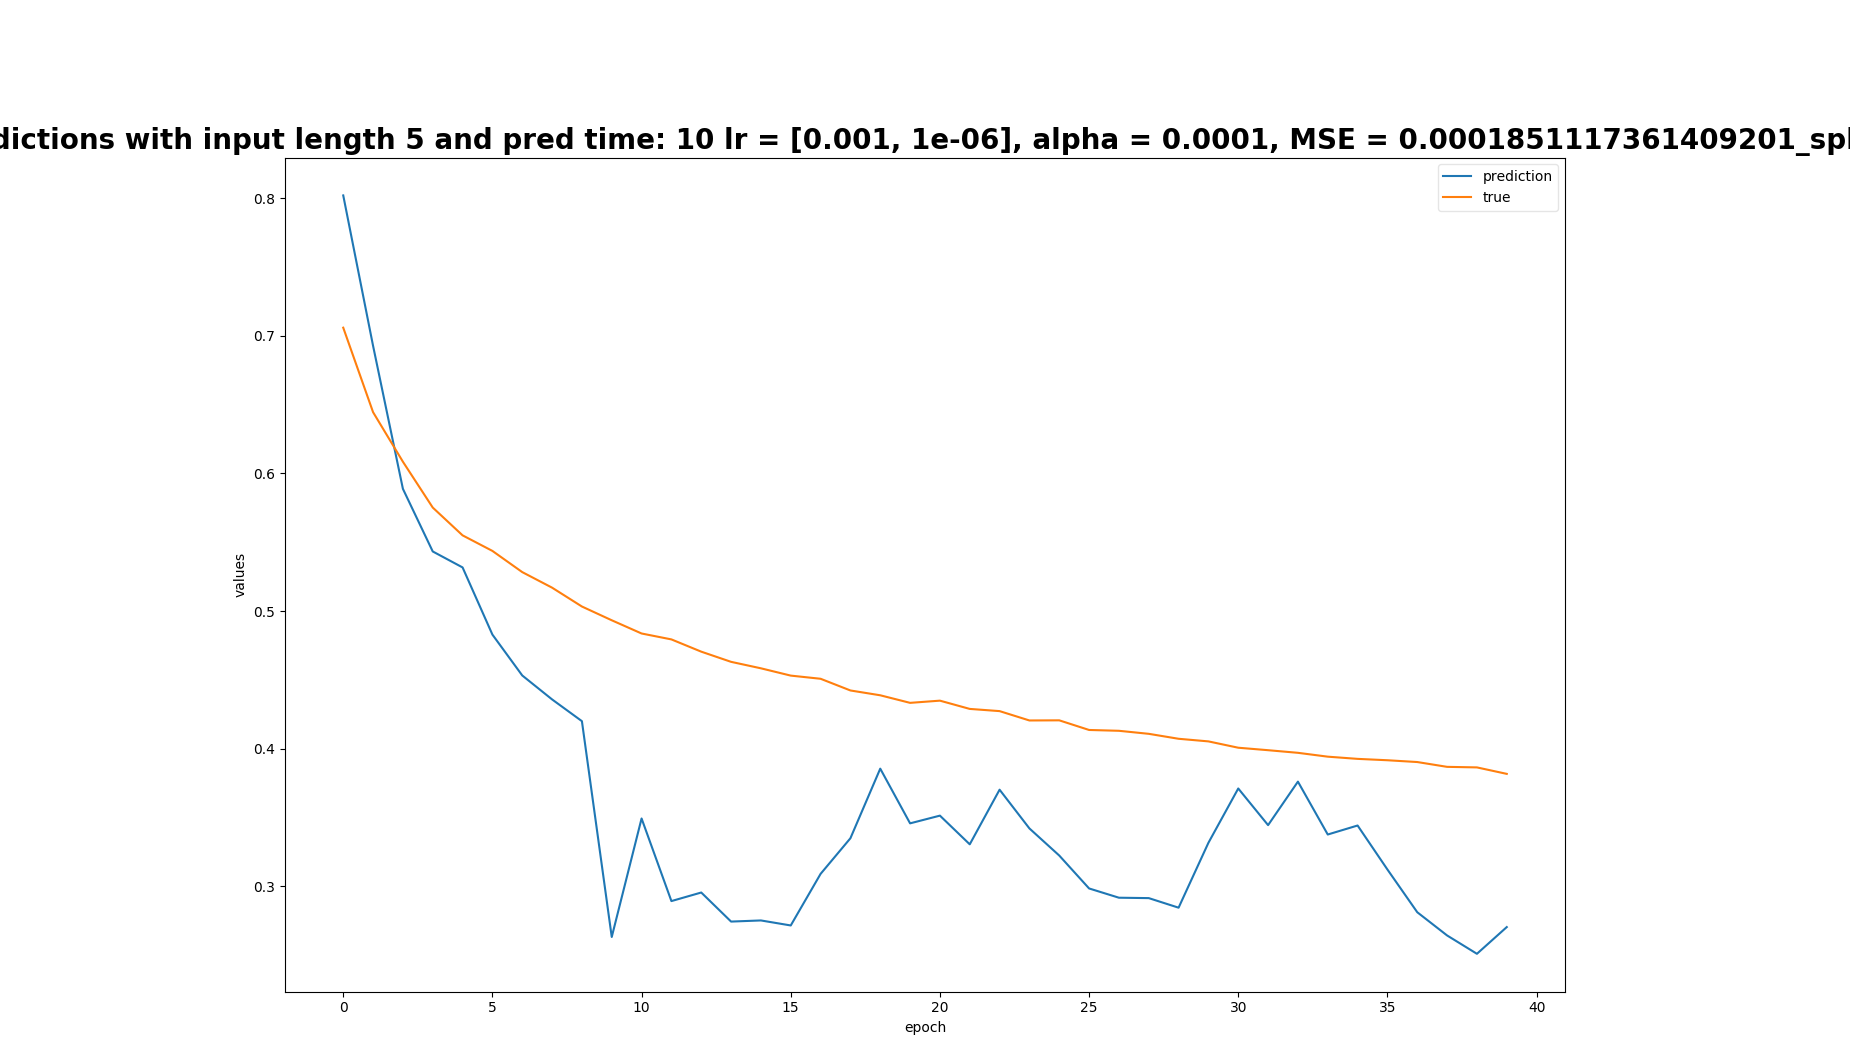 dictions with input length 5 and pred time: 10 lr = [0.001, 1e-06], alpha = 0.0001, MSE = 0.0001851117361409201_spl
prediction
true
0.8
0.7
0.6
0.5
0.4
0.3
values
0 5 10 15 20 25 30 35 40
epoch